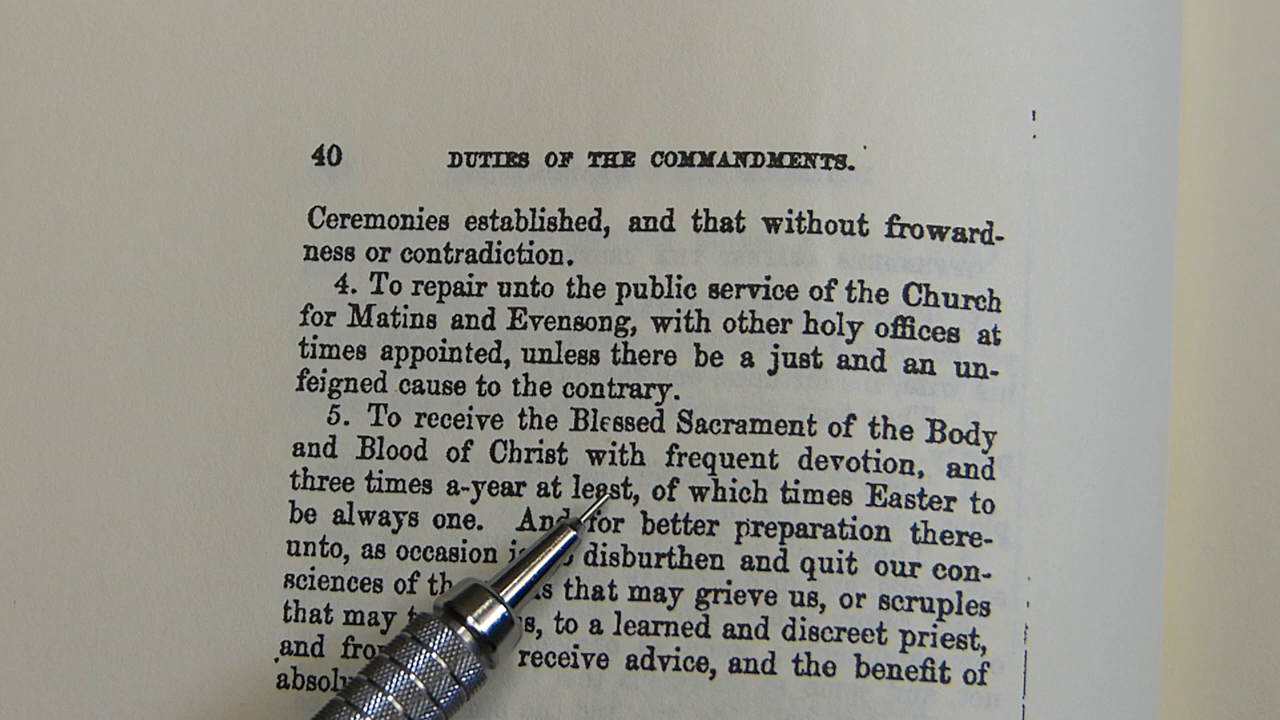 40 DUTIES OF THE COMMANDMENTS.
Ceremonies established, and that without froward-
ness or contradiction.
4. To repair unto the public service of the Church
for Matins and Evensong, with other holy offices at
times appointed, unless there be a just and an un-
feigned cause to the contrary.
5. To receive the Blessed Sacrament of the Body
and Blood of Christ with frequent devotion, and
three times a-year at least, of which times Easter to
be always one. And for better preparation there-
unto, as occasion disburthen and quit our con-
sciences of that may grieve us, or scruples
that may to a learned and discreet priest,
and receive advice, and the benefit of